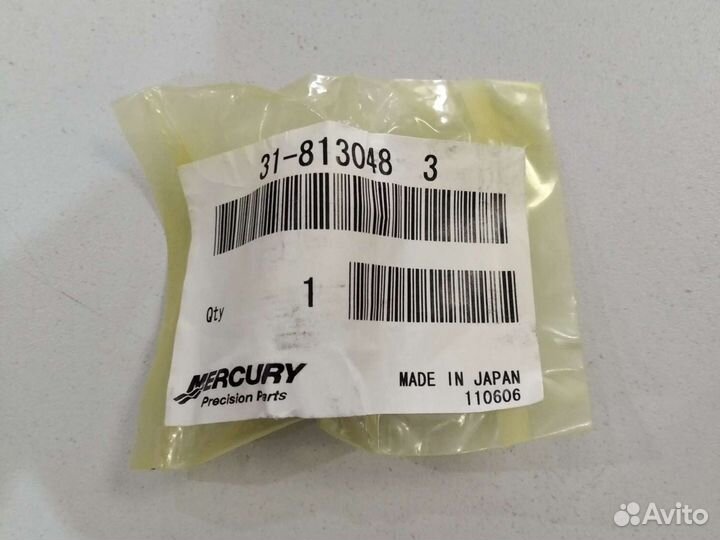 31-813048 3
Qty 1
MERCURY
Precision Parts
MADE IN JAPAN
110606
Avito